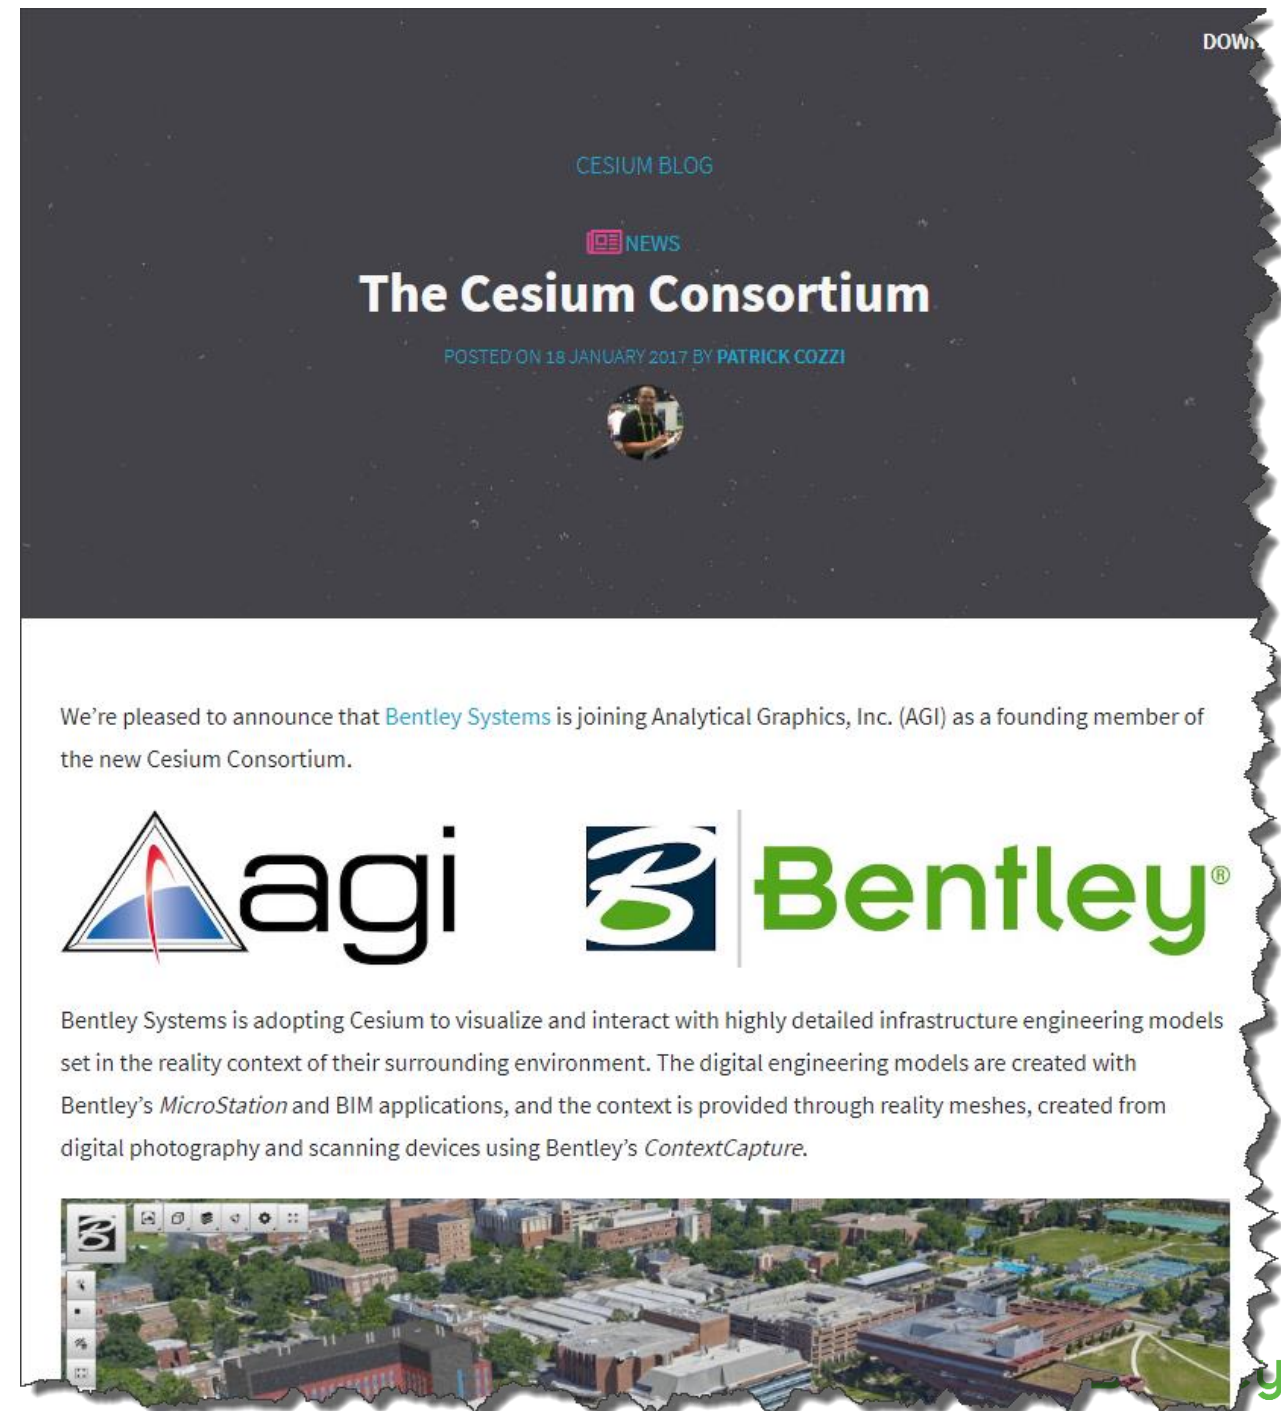 CESIUM BLOG
NEWS
The Cesium Consortium
POSTED ON 18 JANUARY 2017 BY PATRICK COZZI
We're pleased to announce that Bentley Systems is joining Analytical Graphics, Inc. (AGI) as a founding member of
the new Cesium Consortium.
agi
B Bentley®
Bentley Systems is adopting Cesium to visualize and interact with highly detailed infrastructure engineering models
set in the reality context of their surrounding environment. The digital engineering models are created with
Bentley's MicroStation and BIM applications, and the context is provided through reality meshes, created from
digital photography and scanning devices using Bentley's ContextCapture.
B
y